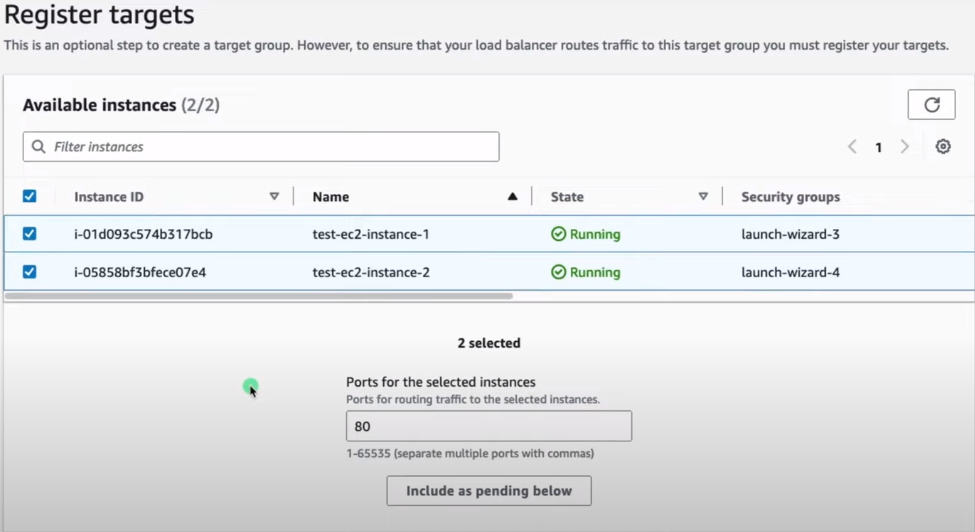 Register targets
This is an optional step to create a target group. However, to ensure that your load balancer routes traffic to this target group you must register your targets.
Available instances (2/2)
Filter instances
1
Instance ID Name State Security groups
i-01d093c574b317bcb test-ec2-instance-1 Running launch-wizard-3
i-05858bf3bfece07e4 test-ec2-instance-2 Running launch-wizard-4
2 selected
Ports for the selected instances
Ports for routing traffic to the selected instances.
80
1-65535 (separate multiple ports with commas)
Include as pending below